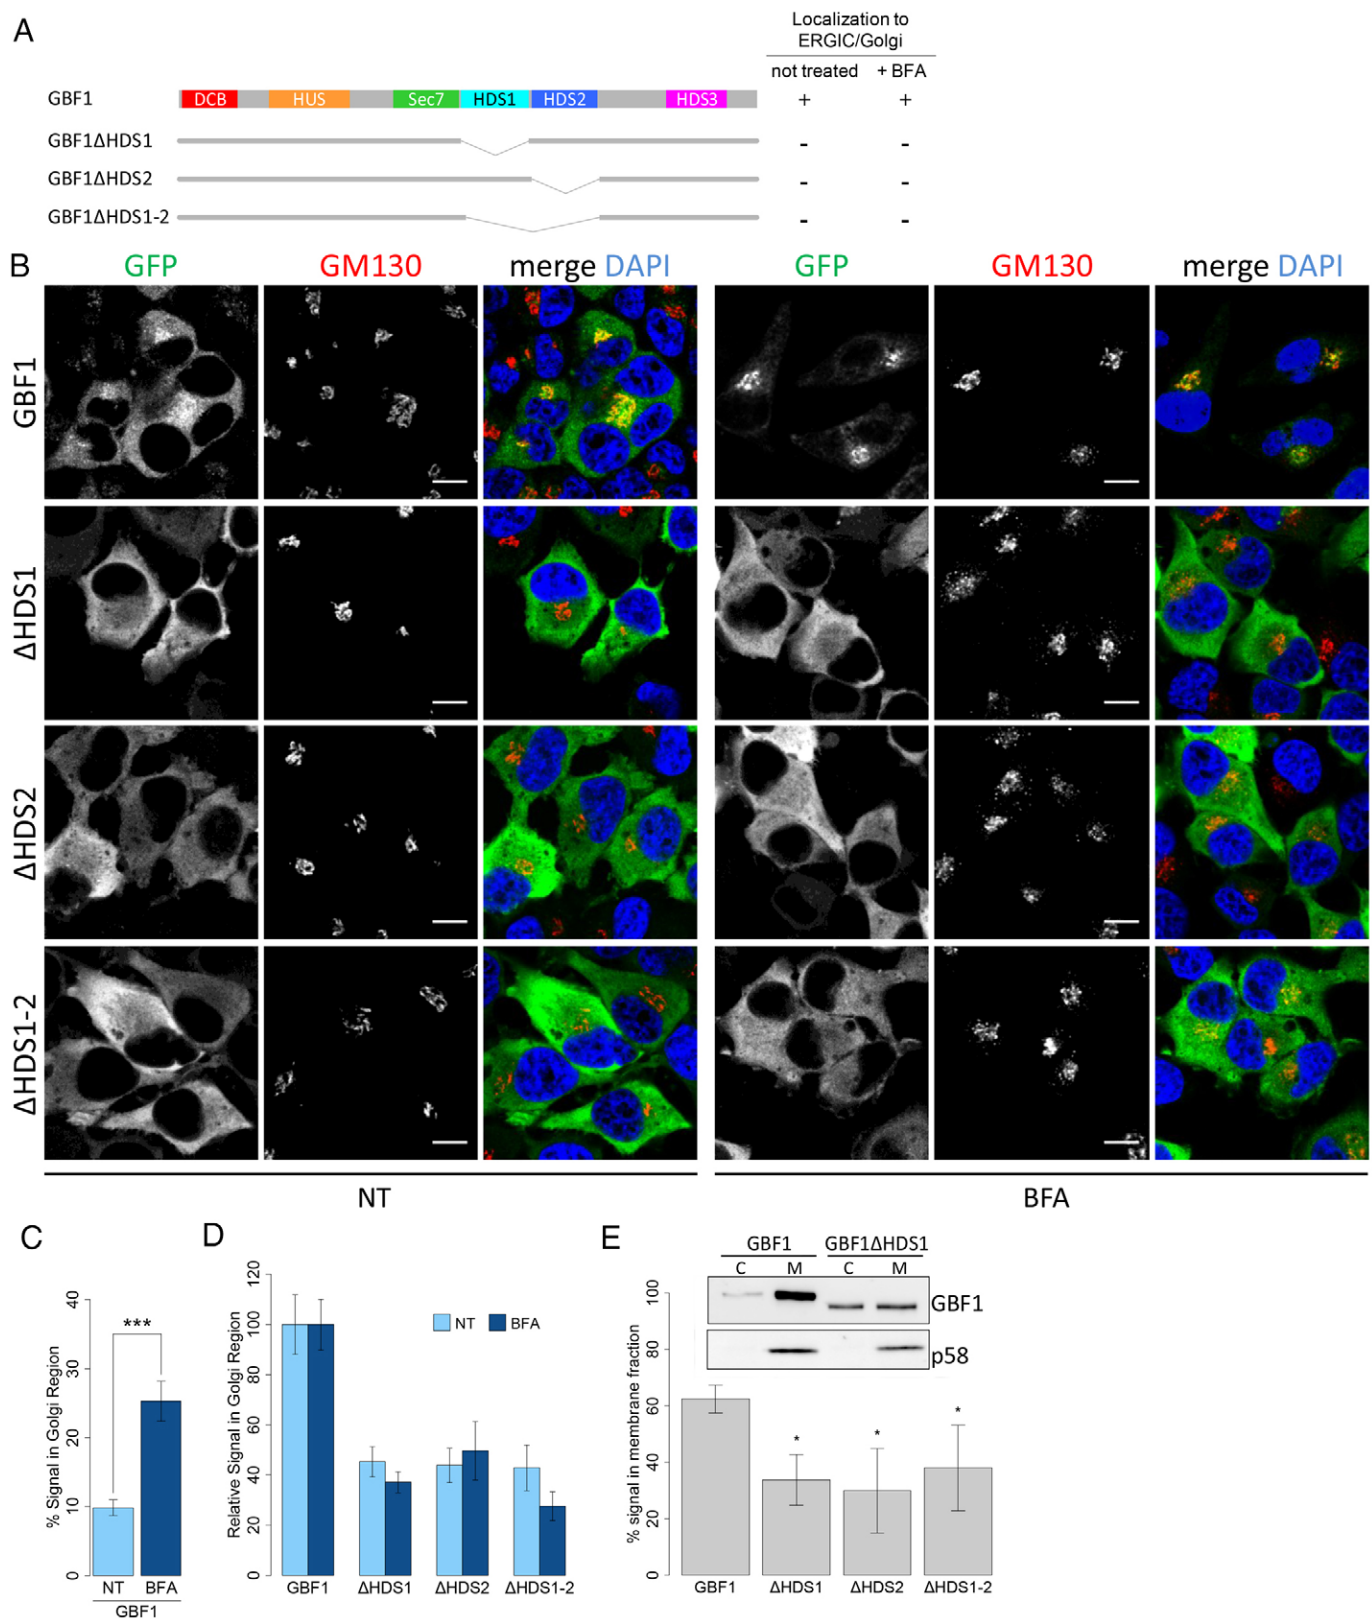 A
Localization to
ERGIC/Golgi
not treated + BFA
GBF1 DCB HUS Sec7 HDS1 HDS2 HDS3 + +
GBF1ΔHDS1 - -
GBF1ΔHDS2 - -
GBF1ΔHDS1-2 - -
B GFP GM130 merge DAPI GFP GM130 merge DAPI
GBF1
ΔHDS1
ΔHDS2
ΔHDS1-2
NT BFA
C
% Signal in Golgi Region
40
30
20
10
0
***
NT BFA
GBF1
D
Relative Signal in Golgi Region
120
100
80
60
40
20
0
NT BFA
GBF1 ΔHDS1 ΔHDS2 ΔHDS1-2
E
GBF1 GBF1ΔHDS1
C M C M
GBF1
p58
% signal in membrane fraction
100
80
60
40
20
0
* * *
GBF1 ΔHDS1 ΔHDS2 ΔHDS1-2